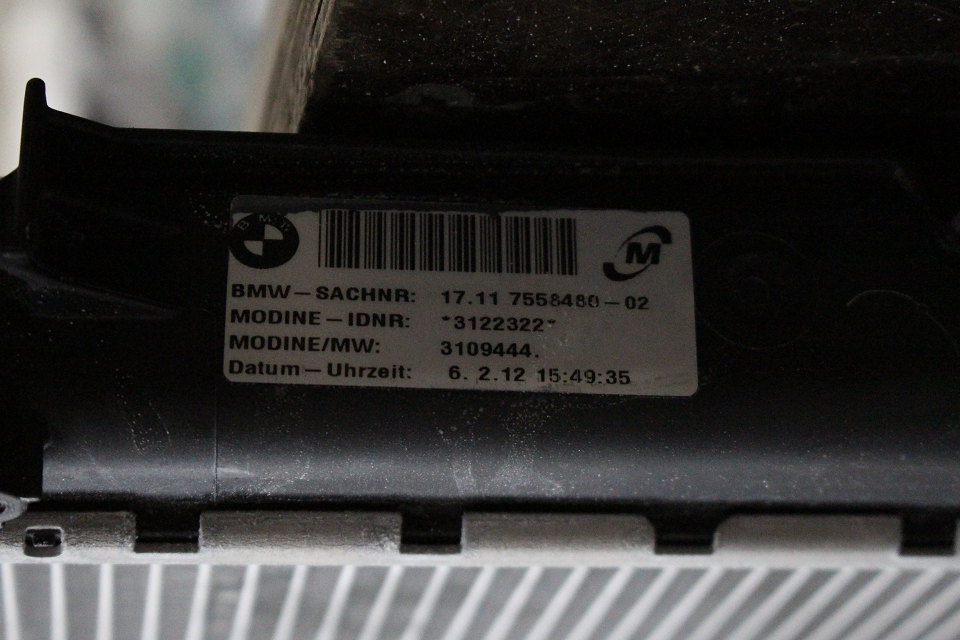 BMW
M
BMW-SACHNR: 17.11 7558480-02
MODINE-IDNR: *3122322*
MODINE/MW: 3109444.
Datum-Uhrzeit: 6. 2.12 15:49:35